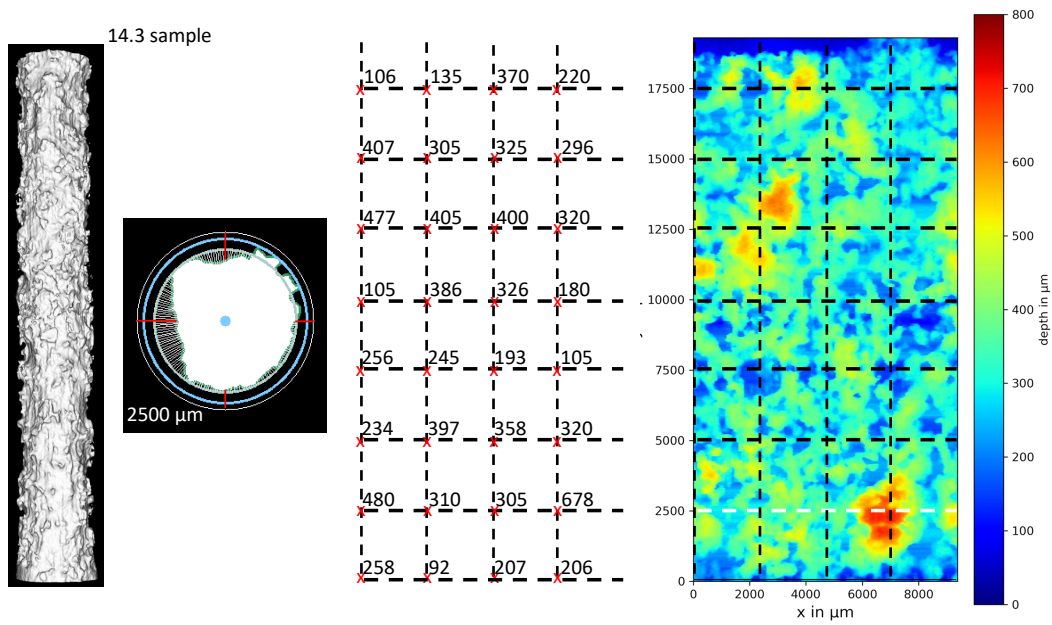 14.3 sample
2500 µm
106 135 370 220
407 305 325 296
477 405 400 320
105 386 326 180
256 245 193 105
234 397 358 320
480 310 305 678
258 92 207 206
17500
15000
12500
10000
7500
5000
2500
0
0 2000 4000 6000 8000
x in µm
800
700
600
500
400
300
200
100
0
depth in µm